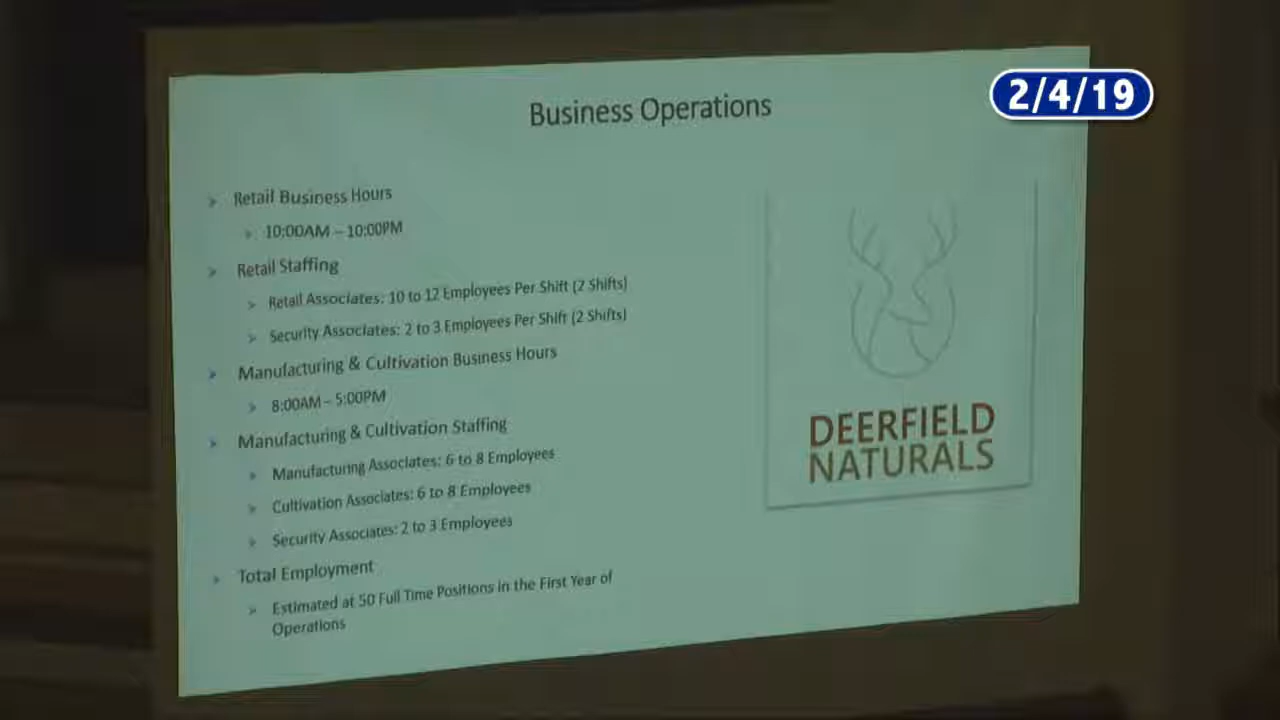 2/4/19
Business Operations
Retail Business Hours
10:00AM – 10:00PM
Retail Staffing
Retail Associates: 10 to 12 Employees Per Shift (2 Shifts)
Security Associates: 2 to 3 Employees Per Shift (2 Shifts)
Manufacturing & Cultivation Business Hours
8:00AM – 5:00PM
Manufacturing & Cultivation Staffing
Manufacturing Associates: 6 to 8 Employees
Cultivation Associates: 6 to 8 Employees
Security Associates: 2 to 3 Employees
Total Employment
Estimated at 50 Full Time Positions in the First Year of
Operations
DEERFIELD
NATURALS